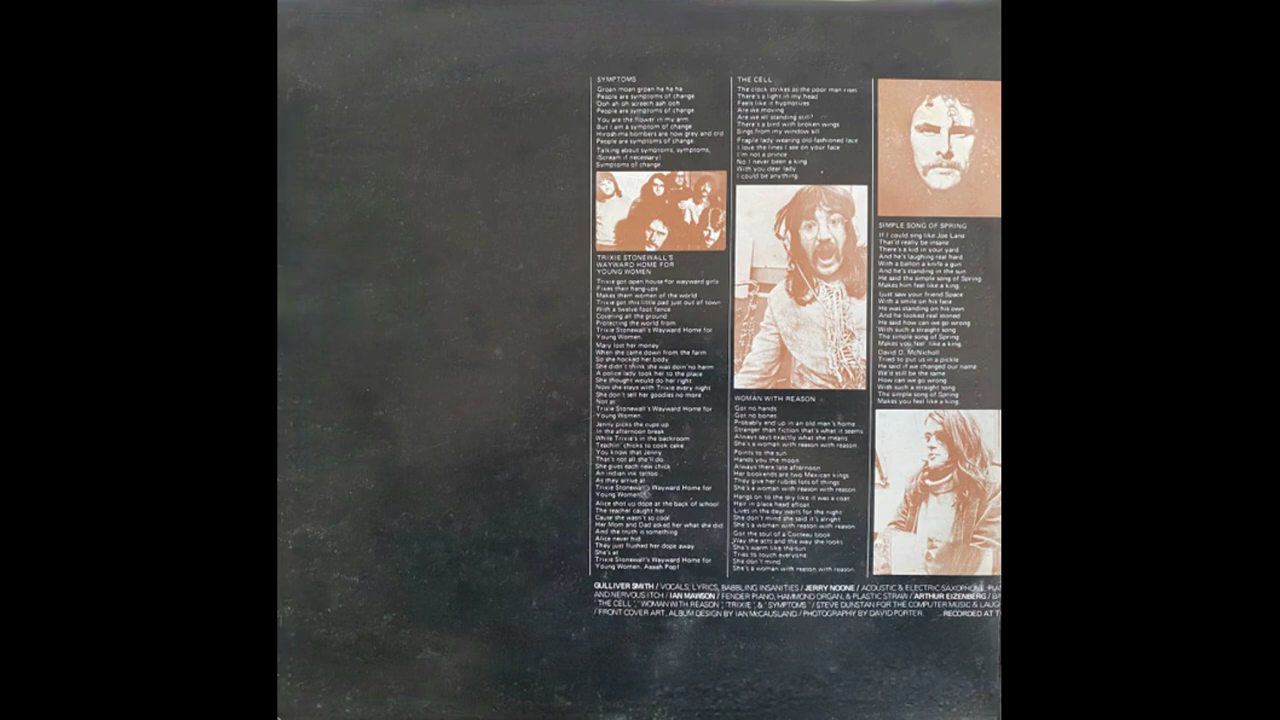 SYMPTOMS
Groan moan groan ha ha ha
People are symptoms of change
Ooh ah oh screech aah ooh
People are symptoms of change
You are the flower in my arm
But I am a symptom of change
Hiroshima bombers are now grey and old
People are symptoms of change.
Talking about symptoms, symptoms,
(Scream if necessary)
Symptoms of change
TRIXIE STONEWALL'S
WAYWARD HOME FOR
YOUNG WOMEN
Trixie got open house for wayward girls
Fixes their hang-ups
Makes them women of the world
Trixie got this little pad just out of town
With a twelve foot fence
Covering all the ground
Protecting the world from
Trixie Stonewall's Wayward Home for
Young Women.
Mary lost her money
When she came down from the farm
So she hocked her body
She didn't think she was doin' no harm
A police lady took her to the place
She thought would do her right
Now she stays with Trixie every night
She don't sell her goodies no more
Not at
Trixie Stonewall's Wayward Home for
Young Women.
Jenny picks the cups up
In the afternoon break
While Trixie's in the backroom
Teachin' chicks to cook cake
You know that Jenny
That's not all she'll do
She gives each new chick
An indian ink tattoo
As they arrive at
Trixie Stonewall's Wayward Home for
Young Women
Alice shot up dope at the back of school
The teacher caught her
Cause she wasn't so cool
Her Mom and Dad asked her what she did
And the truth is something
Alice never hid
They just flushed her dope away
She's at
Trixie Stonewall's Wayward Home for
Young Women. Aaaah Pop!
THE CELL
The clock strikes as the poor man rises
There's a light in my head
Feels like it hypnotizes
Are we moving
Are we all standing still?
There's a bird with broken wings
Sings from my window sill
Fragile lady wearing old-fashioned lace
I love the lines I see on your face
I'm not a prince
No I never been a king
With you dear lady
I could be anything.
WOMAN WITH REASON
Got no hands
Got no bones
Probably end up in an old man's home
Stranger than fiction that's what it seems
Always says exactly what she means
She's a woman with reason with reason.
Points to the sun
Hands you the moon
Always there late afternoon
Her bookends are two Mexican kings
They give her rubies lots of things
She's a woman with reason with reason
Hangs on to the sky like it was a coat
Hair in place head afloat
Lives in the day waits for the night
She don't mind she said it's alright
She's a woman with reason with reason.
Got the soul of a Cocteau book
Way she acts and the way she looks
She's warm like the sun
Tries to touch everyone
She don't mind
She's a woman with reason with reason.
SIMPLE SONG OF SPRING
If I could sing like Joe Lane
That'd really be insane
There's a kid in your yard
And he's laughing real hard
With a ballon a knife a gun
And he's standing in the sun
He said the simple song of Spring
Makes him feel like a king. . .
I just saw your friend Space
With a smile on his face
He was standing on his own
And he looked real stoned
He said how can we go wrong
With such a straight song
The simple song of Spring
Makes you feel like a king.
David D. McNicholl
Tried to put us in a pickle
He said if we changed our name
We'd still be the same
How can we go wrong
With such a straight song
The simple song of Spring
Makes you feel like a king.
GULLIVER SMITH / VOCALS, LYRICS, BABBLING INSANITIES / JERRY NOONE / ACOUSTIC & ELECTRIC SAXOPHONE, PIA
AND NERVOUS ITCH / IAN MAWSON / FENDER PIANO, HAMMOND ORGAN, & PLASTIC STRAW / ARTHUR EIZENBERG / BA
'THE CELL', 'WOMAN WITH REASON', 'TRIXIE', & 'SYMPTOMS' / STEVE DUNSTAN FOR THE COMPUTER MUSIC & LAUG
/ FRONT COVER ART, ALBUM DESIGN BY IAN McCAUSLAND / PHOTOGRAPHY BY DAVID PORTER. RECORDED AT T